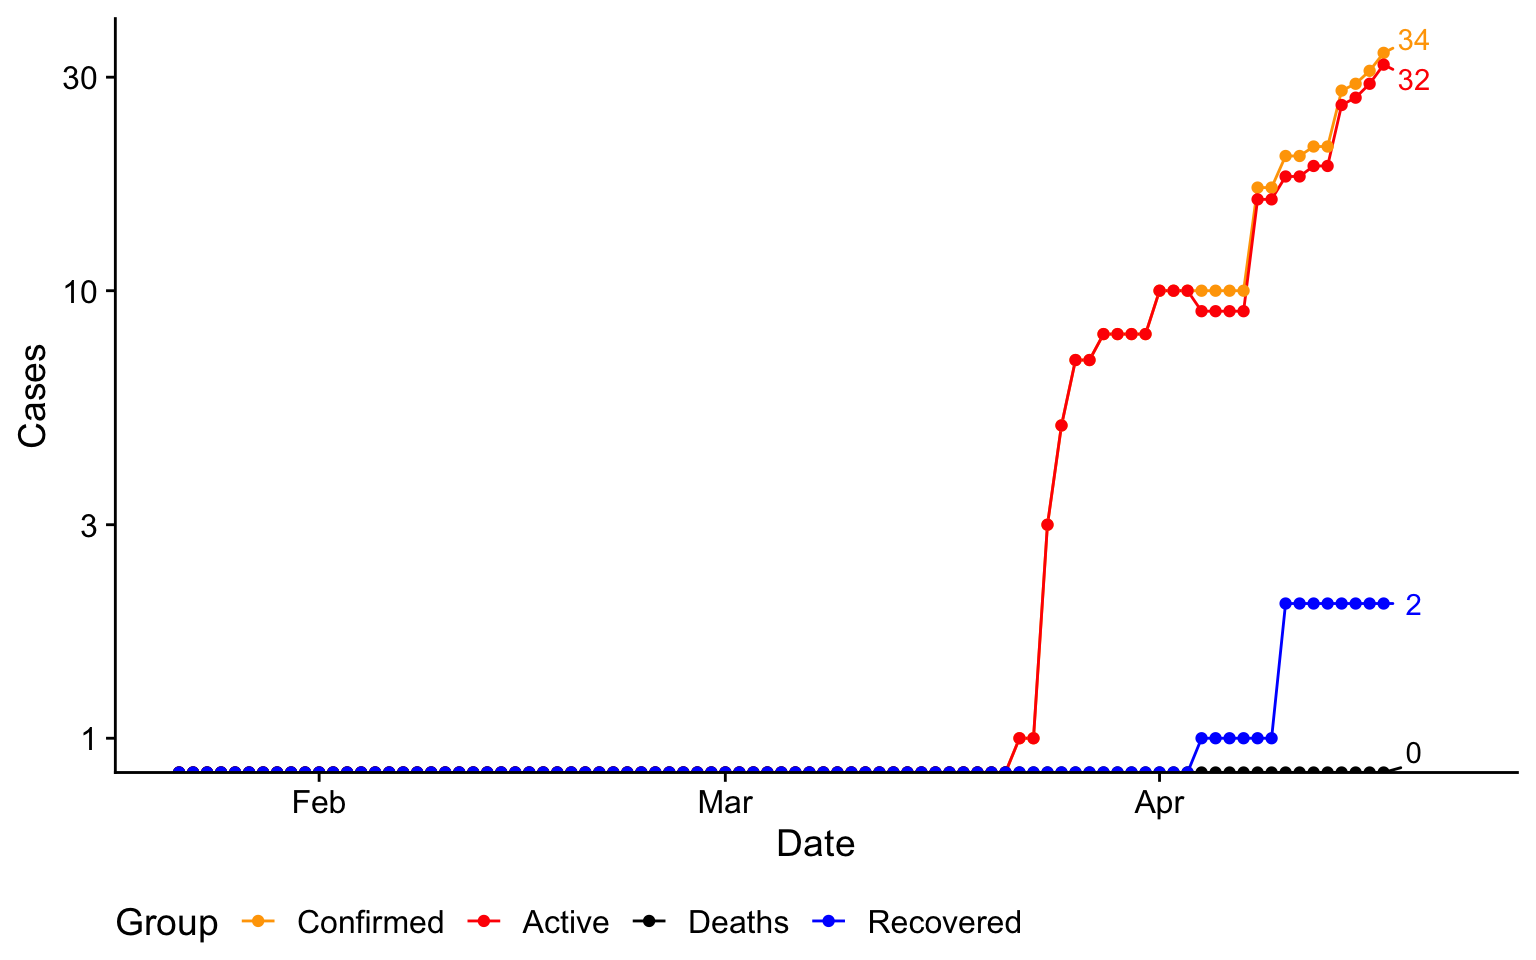 34
30
32
10
Cases
3
2
1
0
Feb Mar Apr
Date
Group Confirmed Active Deaths Recovered